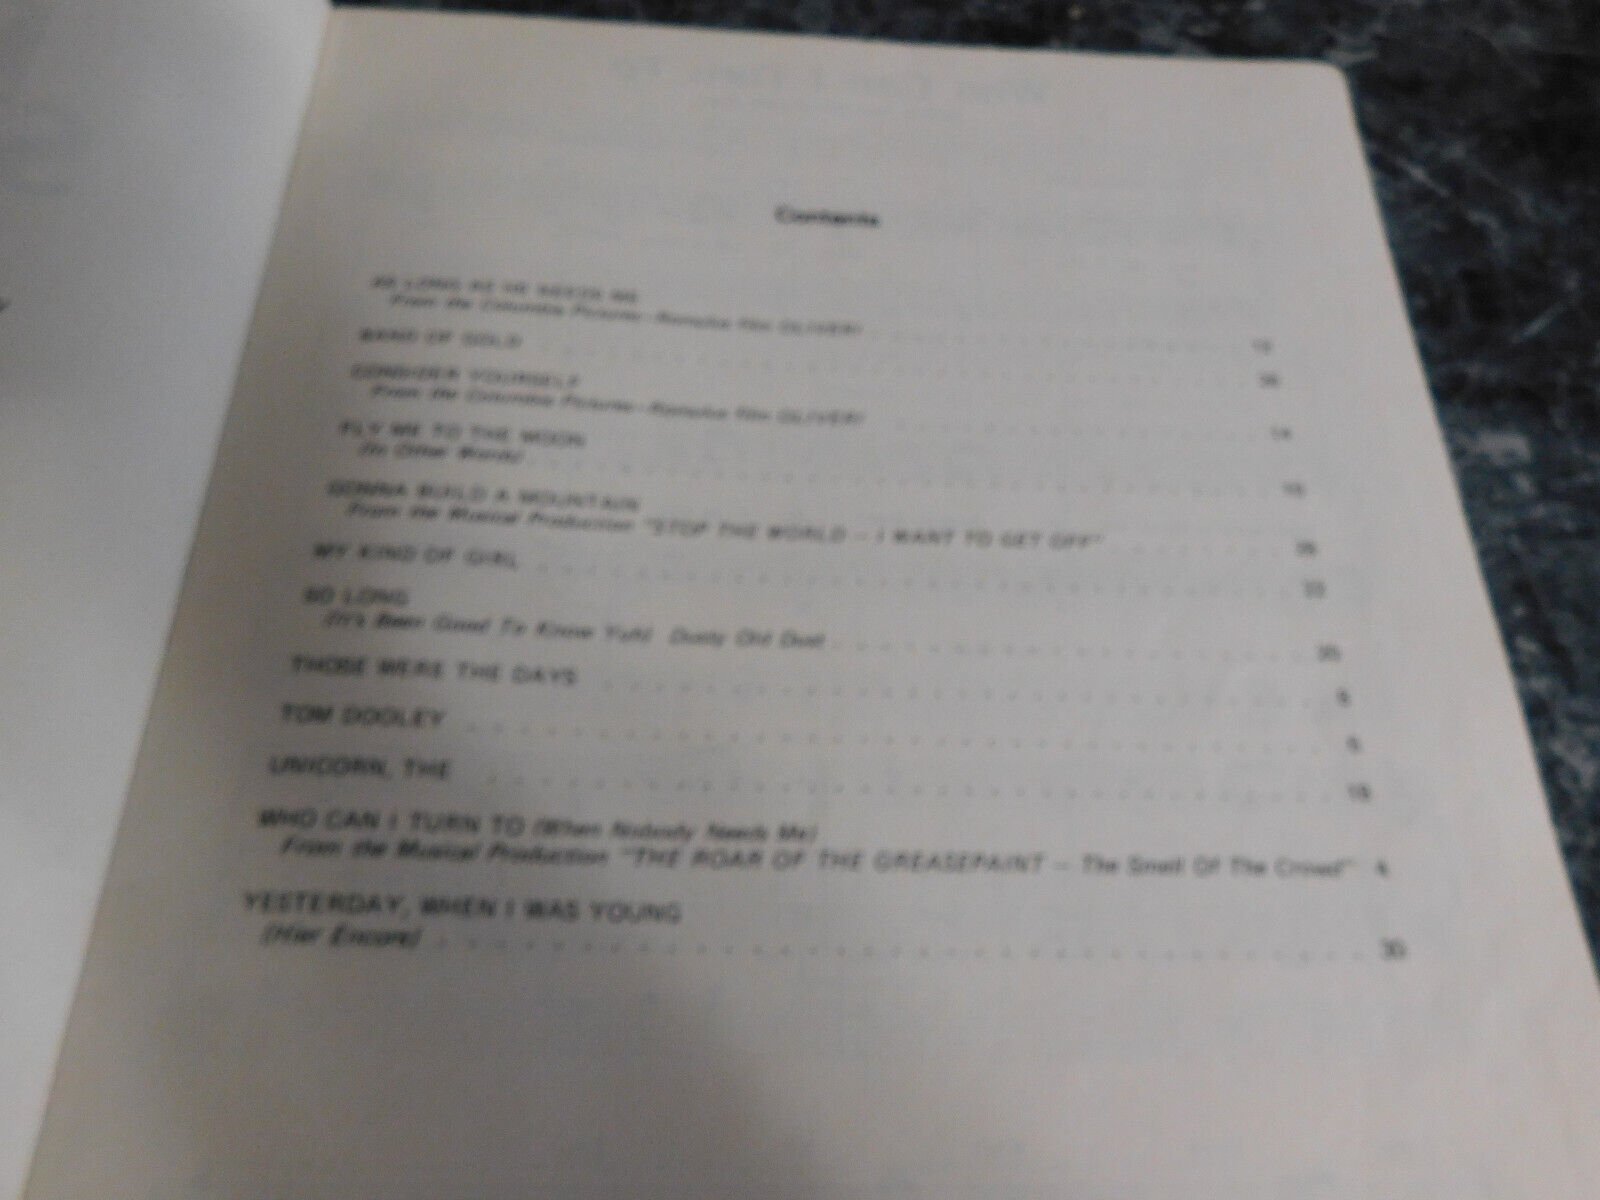 Contents
AS LONG AS HE NEEDS ME
From the Columbia Pictures-Romulus film OLIVER!
BAND OF GOLD
CONSIDER YOURSELF
From the Columbia Pictures-Romulus film OLIVER!
FLY ME TO THE MOON
(In Other Words)
GONNA BUILD A MOUNTAIN
From the Musical Production "STOP THE WORLD – I WANT TO GET OFF"
MY KIND OF GIRL
SO LONG
(It's Been Good To Know Yuh) Dusty Old Dust
THOSE WERE THE DAYS
TOM DOOLEY
UNICORN, THE 18
WHO CAN I TURN TO (When Nobody Needs Me)
From the Musical Production "THE ROAR OF THE GREASEPAINT – The Smell Of The Crowd" 4
YESTERDAY, WHEN I WAS YOUNG
(Hier Encore) 30